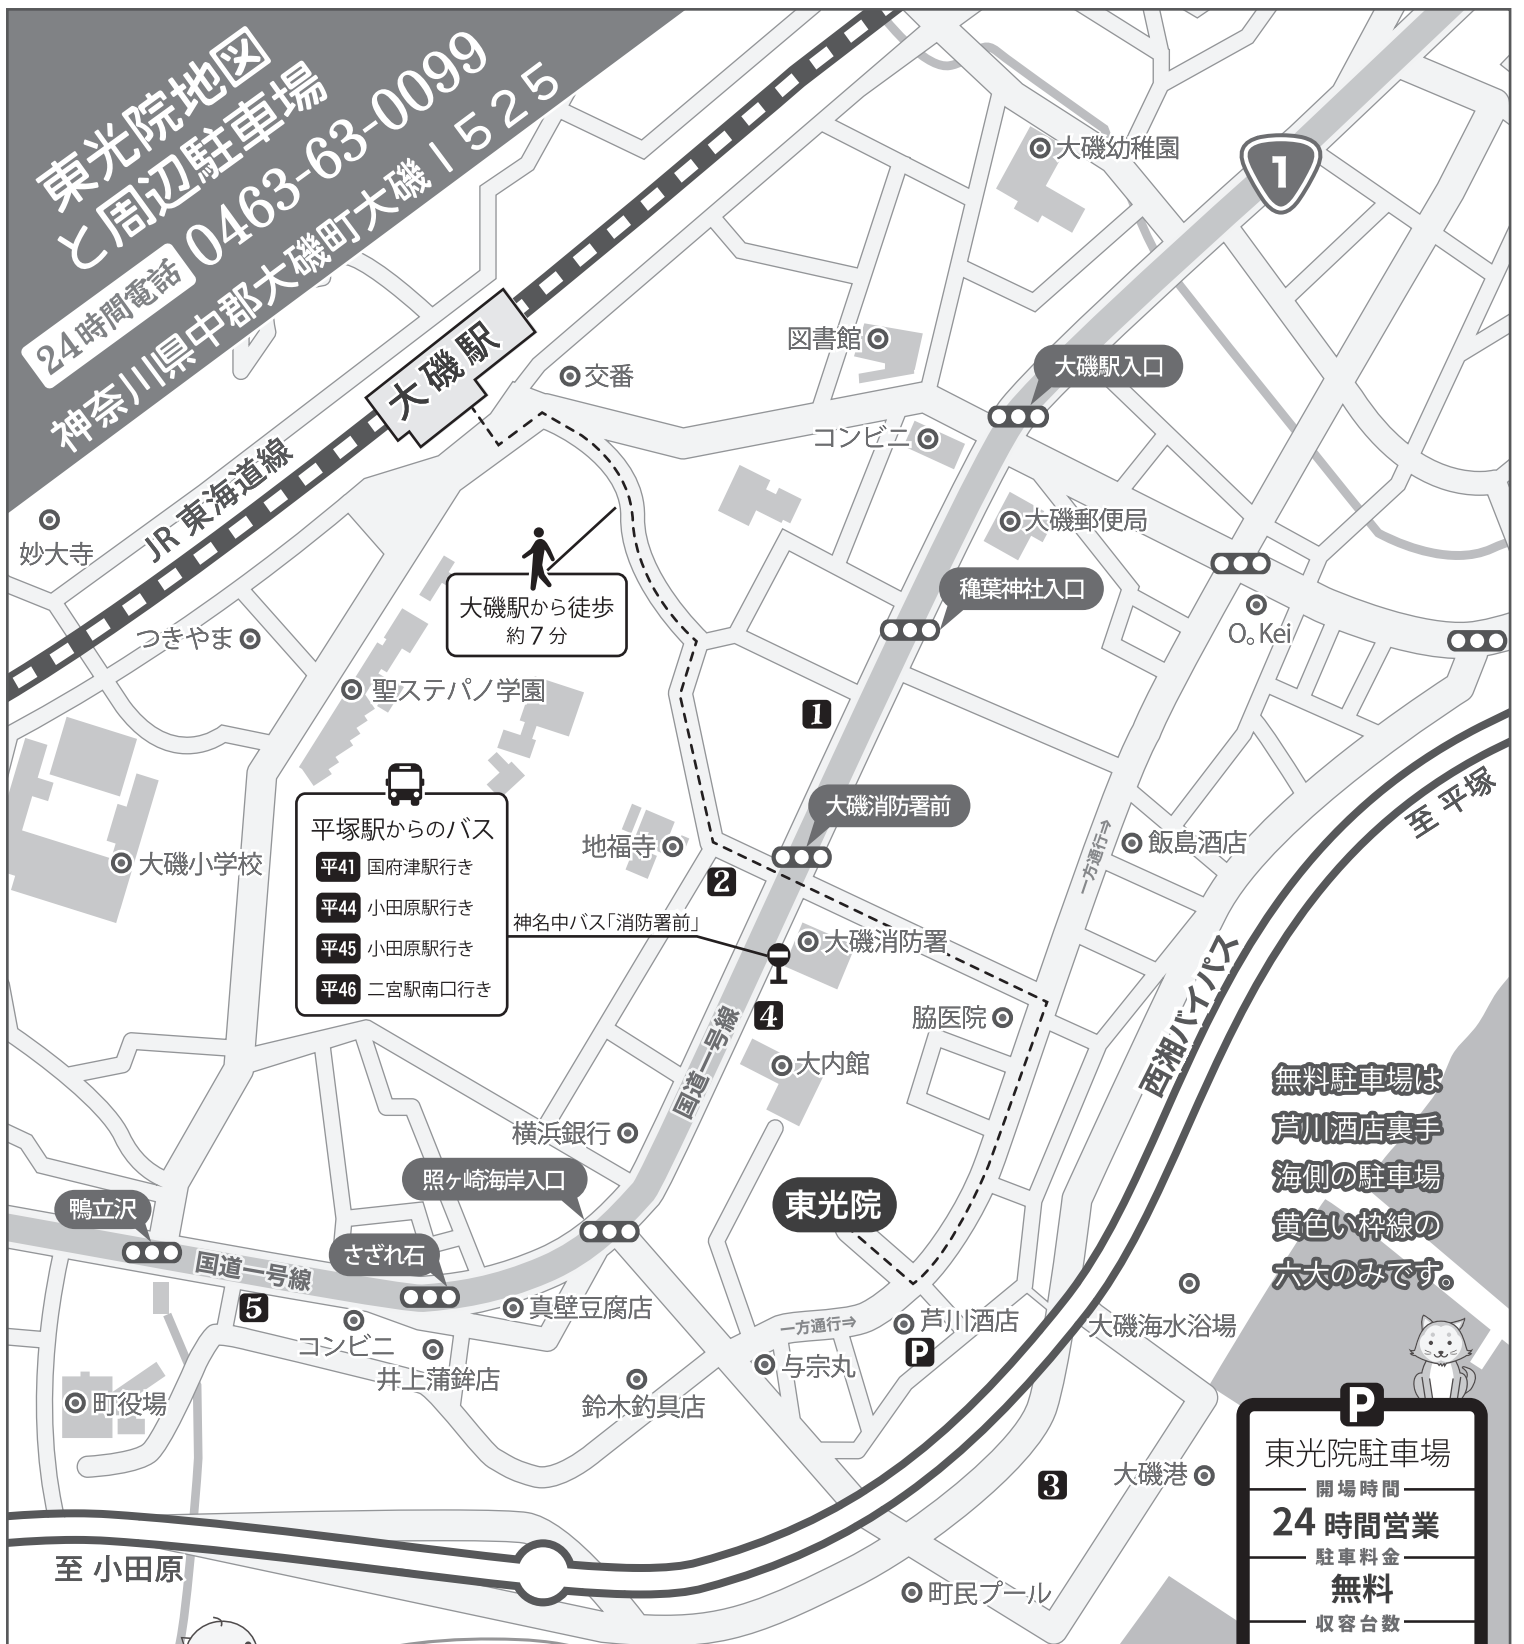 東光院地図
と周辺駐車場
24時間電話 0463-63-0099
神奈川県中郡大磯町大磯1525
1
大磯幼稚園
図書館
大磯駅入口
大磯駅
交番
コンビニ
JR 東海道線
妙大寺
大磯郵便局
大磯駅から徒歩
約7分
穐葉神社入口
O。Kei
つきやま
聖ステパノ学園
1
至 平塚
大磯消防署前
平塚駅からのバス
平41 国府津駅行き
平44 小田原駅行き
平45 小田原駅行き
平46 二宮駅南口行き
地福寺
一方通行⇒
飯島酒店
大磯小学校
2
神名中バス「消防署前」
大磯消防署
西湘バイパス
4
脇医院
国道一号線
大内館
無料駐車場は
芦川酒店裏手
海側の駐車場
黄色い枠線の
六大のみです。
横浜銀行
照ヶ崎海岸入口
東光院
鴨立沢
さざれ石
国道一号線
5
真壁豆腐店
コンビニ
井上蒲鉾店
一方通行⇒
芦川酒店
P
大磯海水浴場
与宗丸
町役場
鈴木釣具店
3
大磯港
P
東光院駐車場
開場時間
24 時間営業
駐車料金
無料
収容台数
至 小田原
町民プール